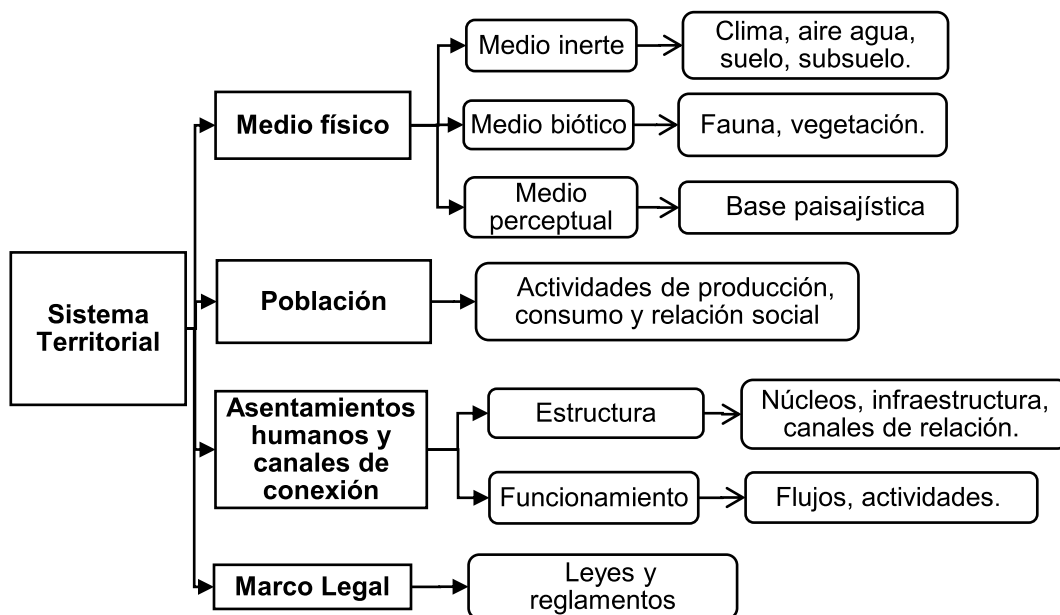 Sistema
Territorial
Medio físico
Medio inerte
Clima, aire agua,
suelo, subsuelo.
Medio biótico
Fauna, vegetación.
Medio
perceptual
Base paisajística
Población
Actividades de producción,
consumo y relación social
Asentamientos
humanos y
canales de
conexión
Estructura
Núcleos, infraestructura,
canales de relación.
Funcionamiento
Flujos, actividades.
Marco Legal
Leyes y
reglamentos